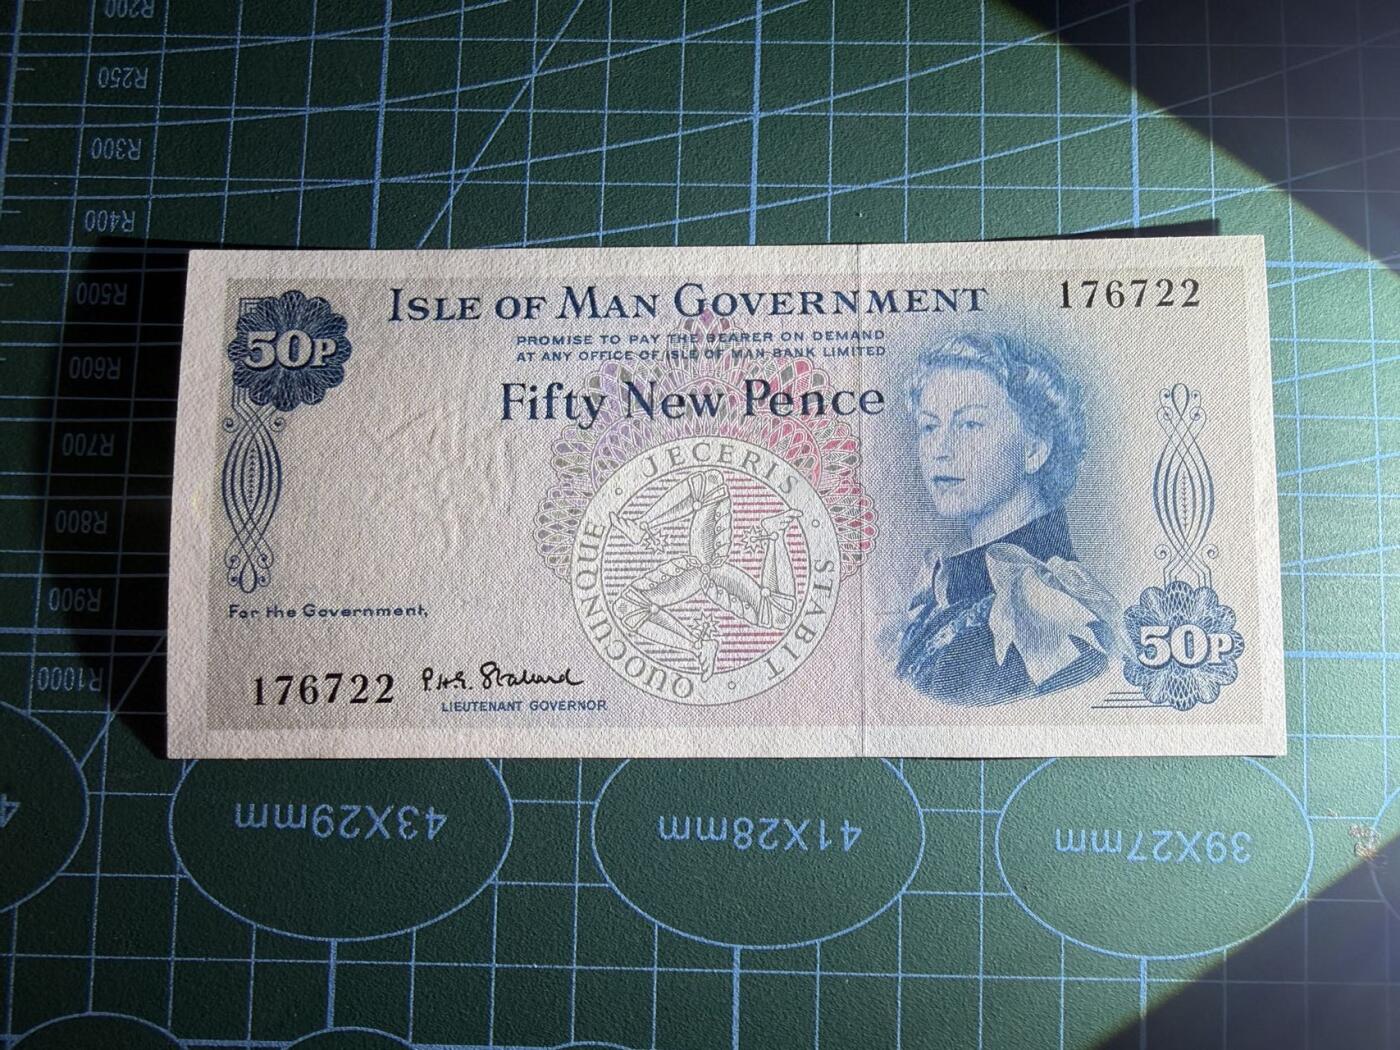 R200
R250
R300
R400
R500
R600
R700
R800
R900
R1000
ISLE OF MAN GOVERNMENT
176722
50P
PROMISE TO PAY THE BEARER ON DEMAND
AT ANY OFFICE OF ISLE OF MAN BANK LIMITED
Fifty New Pence
QUOCUNQUE · JECERIS · STABIT ·
For the Government,
176722
P.H.G. Stallard
LIEUTENANT GOVERNOR
50P
43X29mm
41X28mm
39X27mm